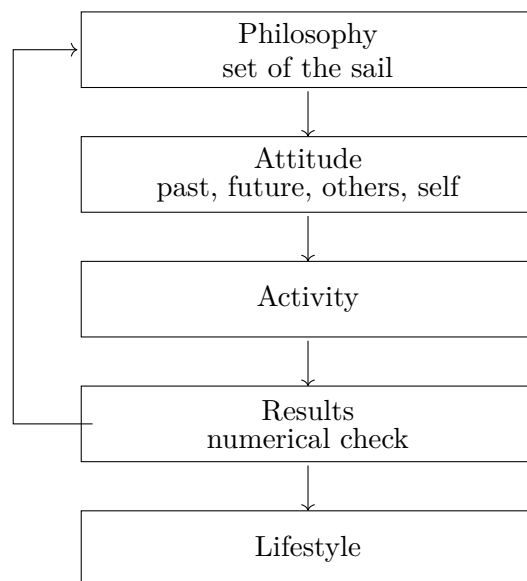 Philosophy
set of the sail
Attitude
past, future, others, self
Activity
Results
numerical check
Lifestyle